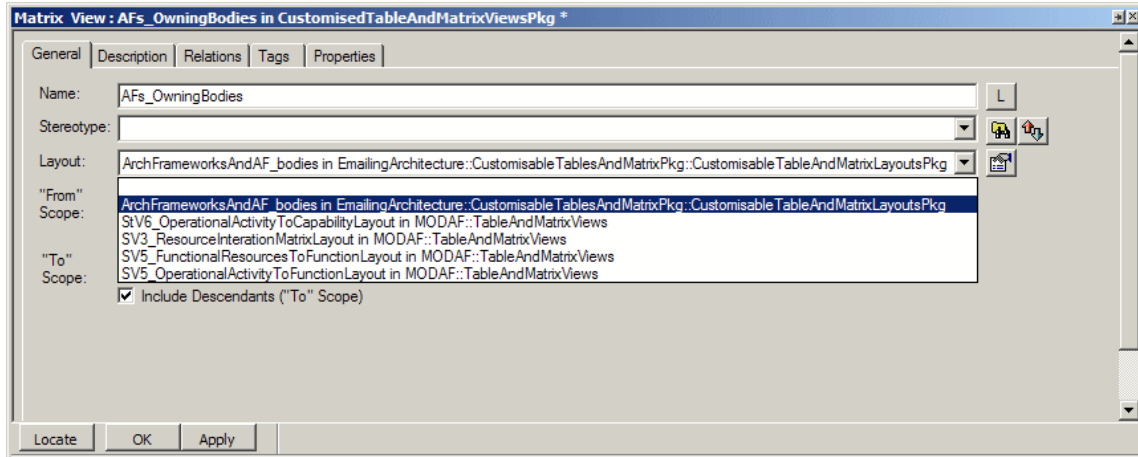 Matrix View : AFs_OwningBodies in CustomisedTableAndMatrixViewsPkg *
General Description Relations Tags Properties
Name: AFs_OwningBodies L
Stereotype:
Layout: ArchFrameworksAndAF_bodies in EmailingArchitecture::CustomisableTablesAndMatrixPkg::CustomisableTableAndMatrixLayoutsPkg
"From"
Scope:
ArchFrameworksAndAF_bodies in EmailingArchitecture::CustomisableTablesAndMatrixPkg::CustomisableTableAndMatrixLayoutsPkg
StV6_OperationalActivityToCapabilityLayout in MODAF::TableAndMatrixViews
SV3_ResourceInterationMatrixLayout in MODAF::TableAndMatrixViews
"To"
Scope:
SV5_FunctionalResourcesToFunctionLayout in MODAF::TableAndMatrixViews
SV5_OperationalActivityToFunctionLayout in MODAF::TableAndMatrixViews
Include Descendants ("To" Scope)
Locate OK Apply